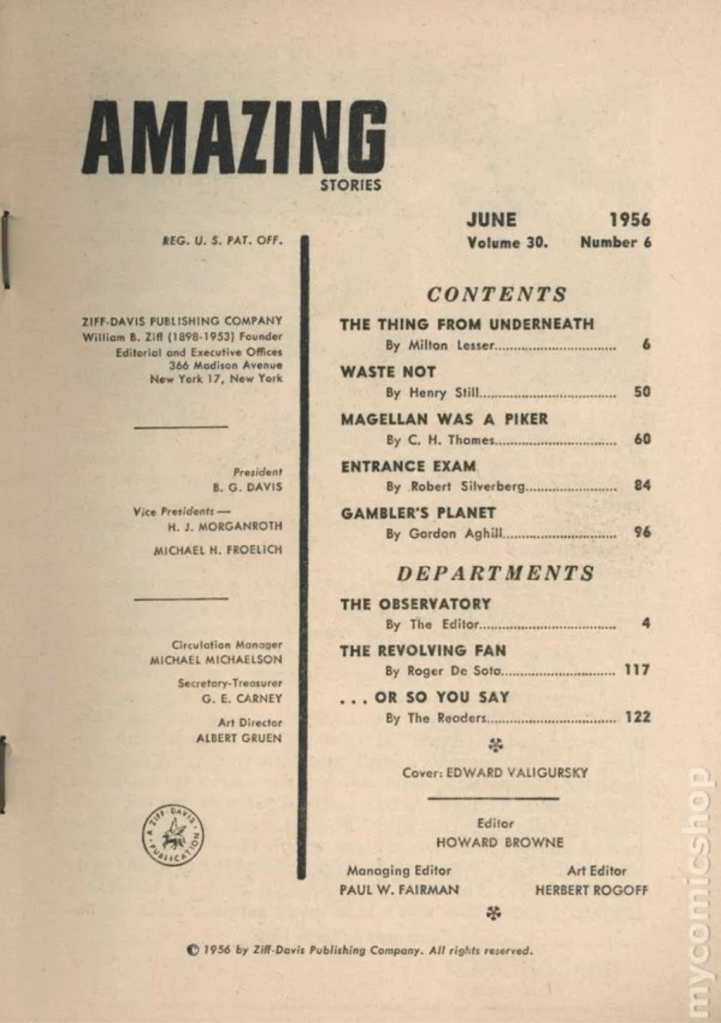 AMAZING
STORIES
REG. U. S. PAT. OFF.
ZIFF-DAVIS PUBLISHING COMPANY
William B. Ziff (1898-1953) Founder
Editorial and Executive Offices
366 Madison Avenue
New York 17, New York
President
B. G. DAVIS
Vice Presidents —
H. J. MORGANROTH
MICHAEL H. FROELICH
Circulation Manager
MICHAEL MICHAELSON
Secretary-Treasurer
G. E. CARNEY
Art Director
ALBERT GRUEN
A ZIFF-DAVIS PUBLICATION
JUNE 1956
Volume 30. Number 6
CONTENTS
THE THING FROM UNDERNEATH
By Milton Lesser................................ 6
WASTE NOT
By Henry Still.................................... 50
MAGELLAN WAS A PIKER
By C. H. Thames................................ 60
ENTRANCE EXAM
By Robert Silverberg........................ 84
GAMBLER'S PLANET
By Gordon Aghill.............................. 96
DEPARTMENTS
THE OBSERVATORY
By The Editor.................................... 4
THE REVOLVING FAN
By Roger De Soto.............................. 117
. . . OR SO YOU SAY
By The Readers.................................. 122
Cover: EDWARD VALIGURSKY
Editor
HOWARD BROWNE
Managing Editor Art Editor
PAUL W. FAIRMAN HERBERT ROGOFF
© 1956 by Ziff-Davis Publishing Company. All rights reserved.
mycomicshop